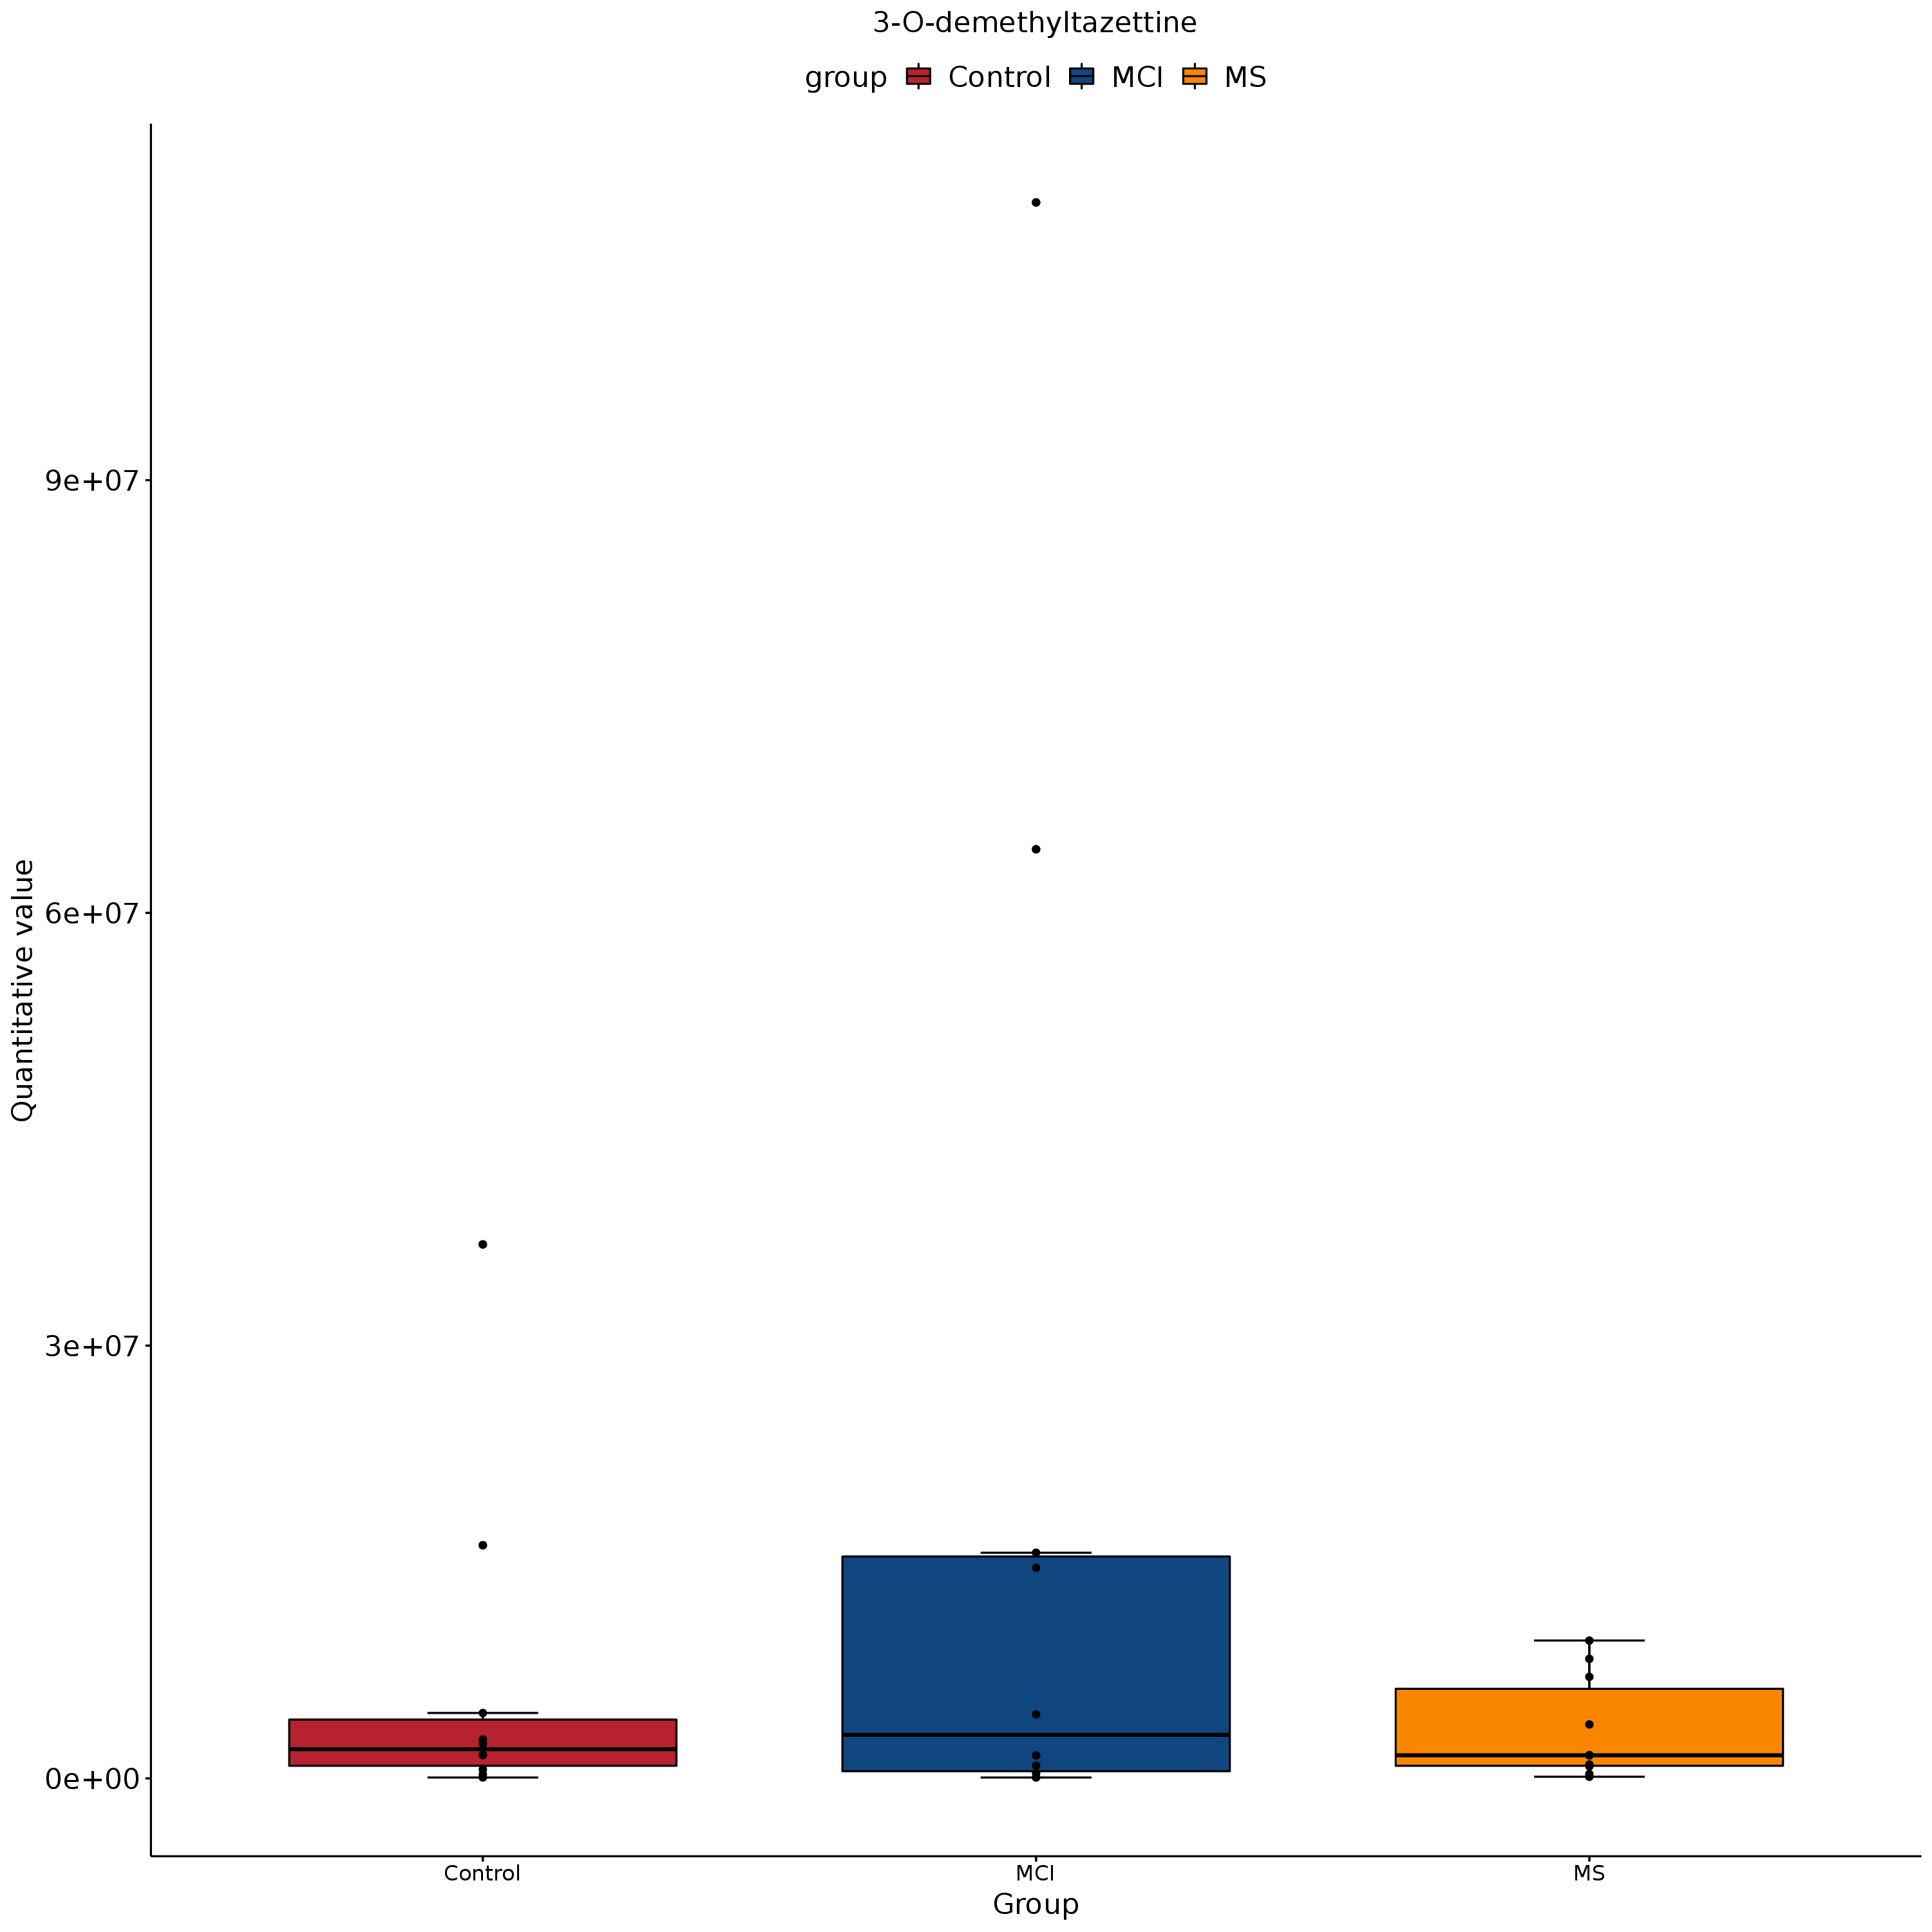 3-O-demethyltazettine
group Control MCI MS
Quantitative value
9e+07
6e+07
3e+07
0e+00
Control MCI MS
Group